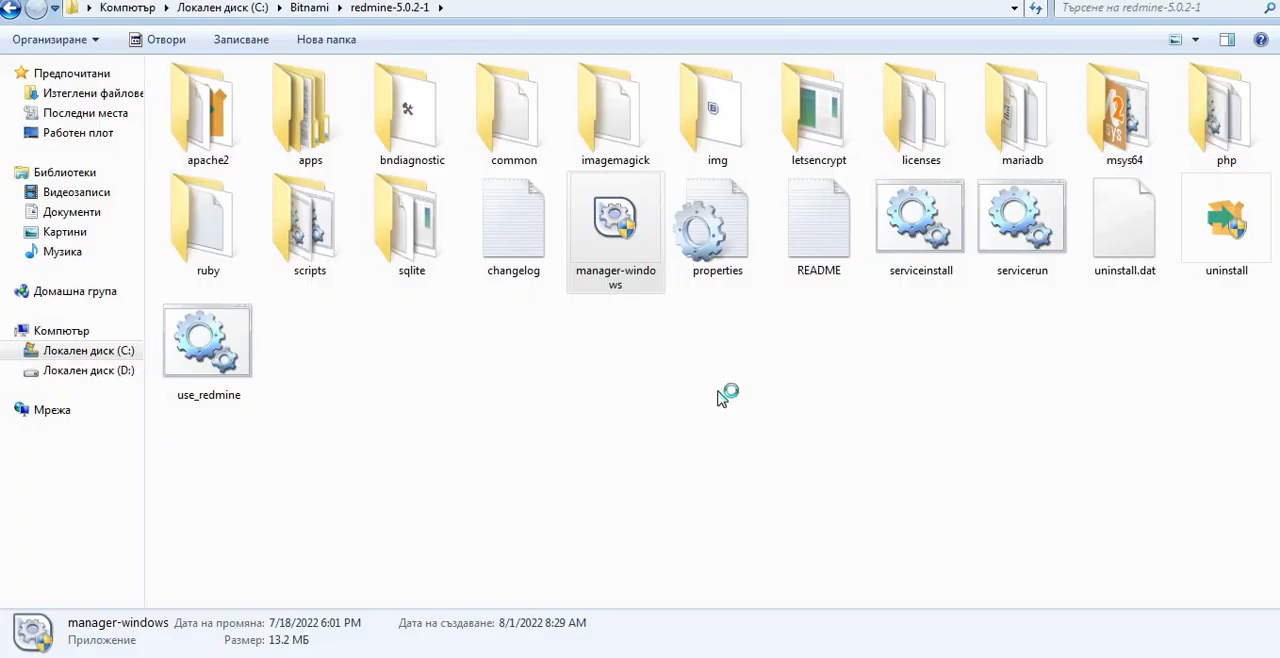 Компютър ▸ Локален диск (C:) ▸ Bitnami ▸ redmine-5.0.2-1 ▸
Търсене на redmine-5.0.2-1
Организиране Отвори Записване Нова папка
Предпочитани
Изтеглени файлове
Последни места
Работен плот
Библиотеки
Видеозаписи
Документи
Картини
Музика
Домашна група
Компютър
Локален диск (C:)
Локален диск (D:)
Мрежа
apache2 apps bndiagnostic common imagemagick img letsencrypt licenses mariadb msys64 php
ruby scripts sqlite changelog manager-windo
ws properties README serviceinstall servicerun uninstall.dat uninstall
use_redmine
manager-windows Дата на промяна: 7/18/2022 6:01 PM Дата на създаване: 8/1/2022 8:29 AM
Приложение Размер: 13.2 МБ